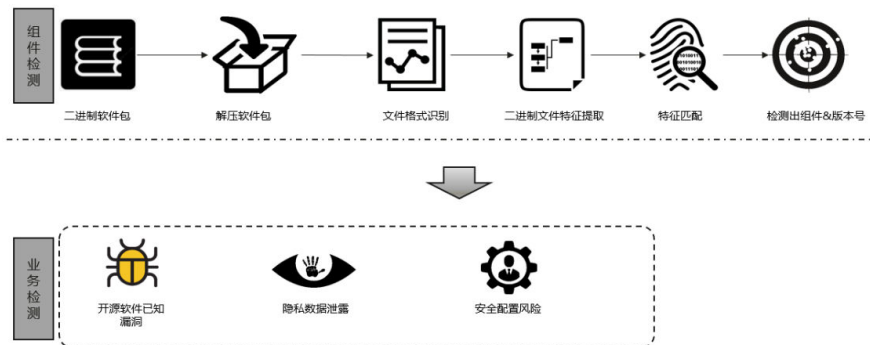 组件检测
二进制软件包
解压软件包
文件格式识别
二进制文件特征提取
特征匹配
检测出组件&版本号
业务检测
开源软件已知
漏洞
隐私数据泄露
安全配置风险